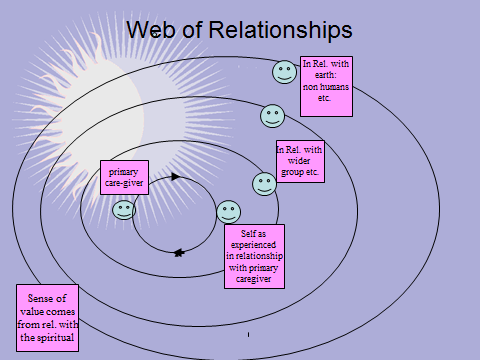 Web of Relationships
In Rel. with
earth:
non humans
etc.
In Rel. with
wider
group etc.
primary
care-giver
Self as
experienced
in relationship
with primary
caregiver
Sense of
value comes
from rel. with
the spiritual